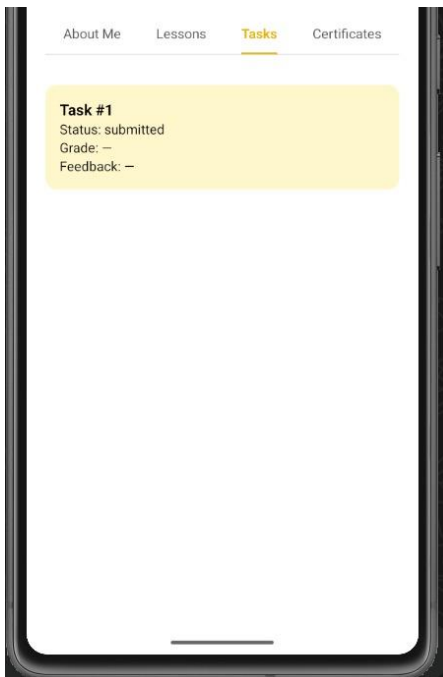 About Me Lessons Tasks Certificates
Task #1
Status: submitted
Grade: —
Feedback: —